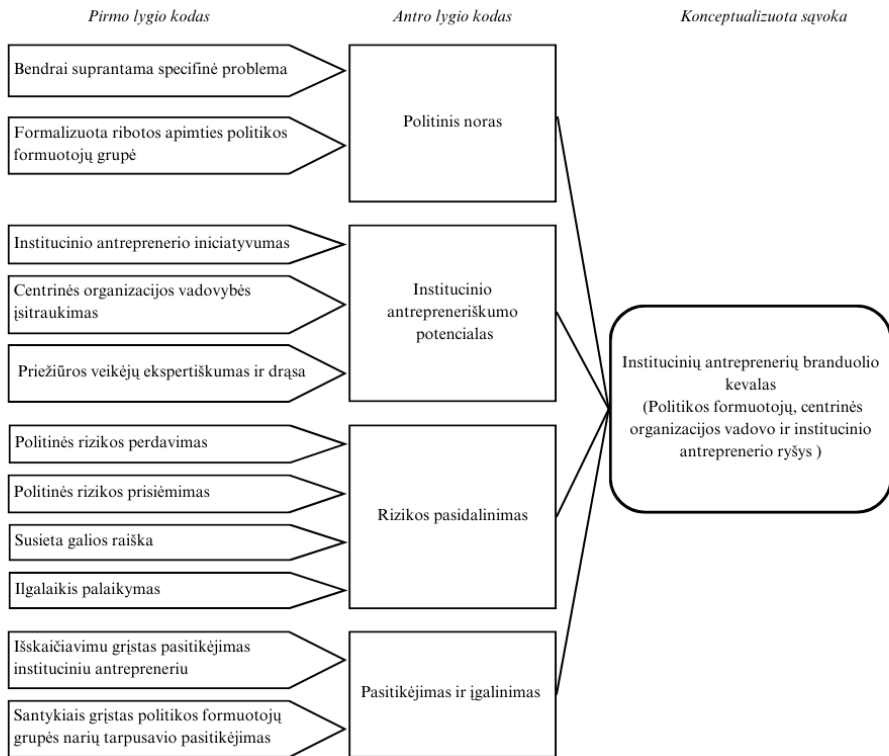 Pirmo lygio kodas
Antro lygio kodas
Konceptualizuota sąvoka
Bendrai suprantama specifinė problema
Formalizuota ribotos apimties politikos
formuotojų grupė
Politinis noras
Institucinio antreprenerio iniciatyvumas
Centrinės organizacijos vadovybės
įsitraukimas
Priežiūros veikėjų ekspertiškumas ir drąsa
Institucinio
antrepreneriškumo
potencialas
Politinės rizikos perdavimas
Politinės rizikos prisiėmimas
Susieta galios raiška
Ilgalaikis palaikymas
Rizikos pasidalinimas
Išskaičiavimu grįstas pasitikėjimas
instituciniu antrepreneriu
Santykiais grįstas politikos formuotojų
grupės narių tarpusavio pasitikėjimas
Pasitikėjimas ir įgalinimas
Institucinių antreprenerių branduolio
kevalas
(Politikos formuotojų, centrinės
organizacijos vadovo ir institucinio
antreprenerio ryšys )